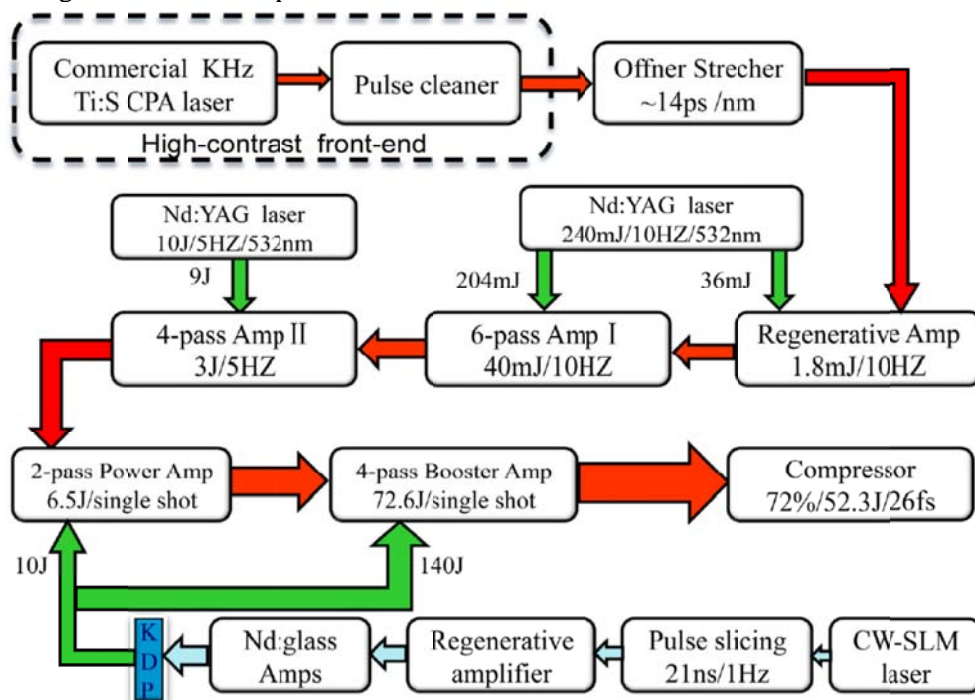 Commercial KHz
Ti:S CPA laser
Pulse cleaner
Offner Strecher
~14ps /nm
High-contrast front-end
Nd:YAG laser
10J/5HZ/532nm
Nd:YAG laser
240mJ/10HZ/532nm
9J
204mJ
36mJ
4-pass Amp II
3J/5HZ
6-pass Amp I
40mJ/10HZ
Regenerative Amp
1.8mJ/10HZ
2-pass Power Amp
6.5J/single shot
4-pass Booster Amp
72.6J/single shot
Compressor
72%/52.3J/26fs
10J
140J
KDP
Nd:glass
Amps
Regenerative
amplifier
Pulse slicing
21ns/1Hz
CW-SLM
laser